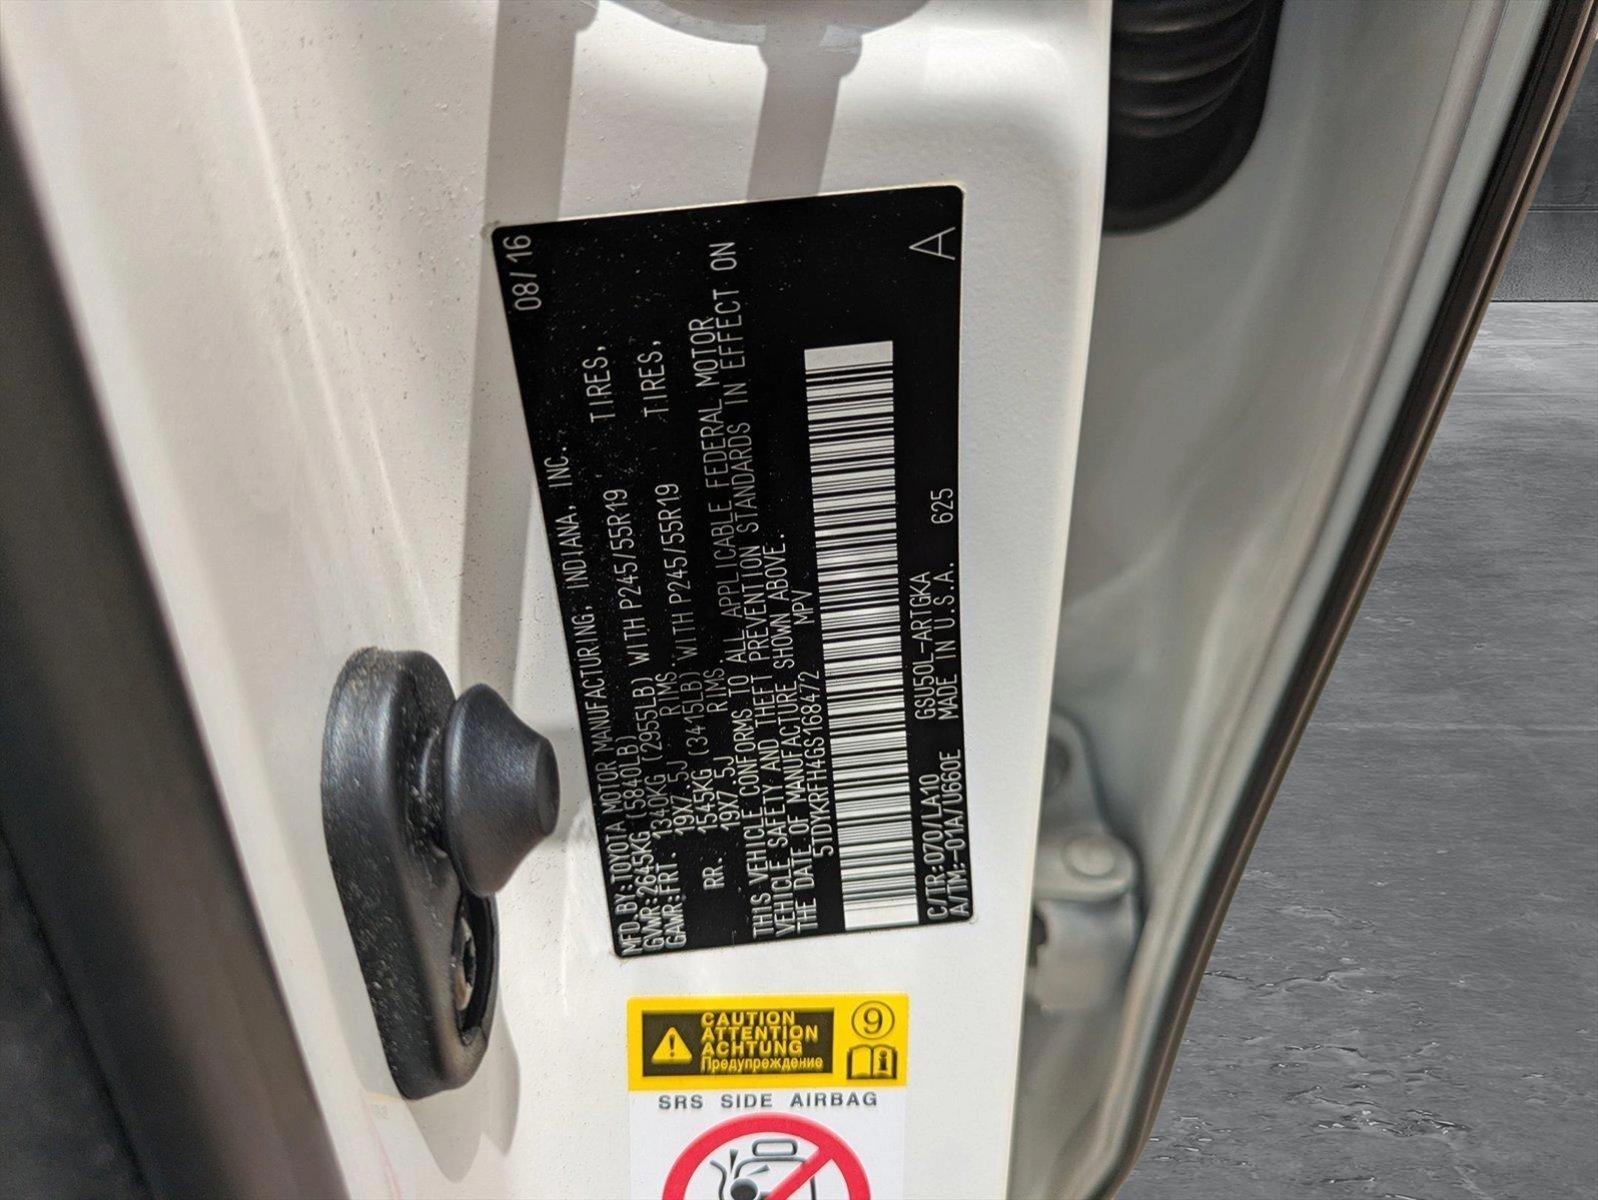 08/16
MFD.BY:TOYOTA MOTOR MANUFACTURING, INDIANA, INC.
GVWR:2645KG (5840LB)
GAWR:FRT. 1340KG (2955LB) WITH P245/55R19 TIRES,
19X7.5J RIMS.
RR. 1545KG (3415LB) WITH P245/55R19 TIRES,
19X7.5J RIMS.
THIS VEHICLE CONFORMS TO ALL APPLICABLE FEDERAL MOTOR
VEHICLE SAFETY AND THEFT PREVENTION STANDARDS IN EFFECT ON
THE DATE OF MANUFACTURE SHOWN ABOVE.
5TDYKRFH4GS168472 MPV
C/TR:070/LA10 GSU50L-ARTGKA
A/TM:-01A/U660E MADE IN U.S.A. 625 A
CAUTION
ATTENTION
ACHTUNG
Предупреждение
9
SRS SIDE AIRBAG